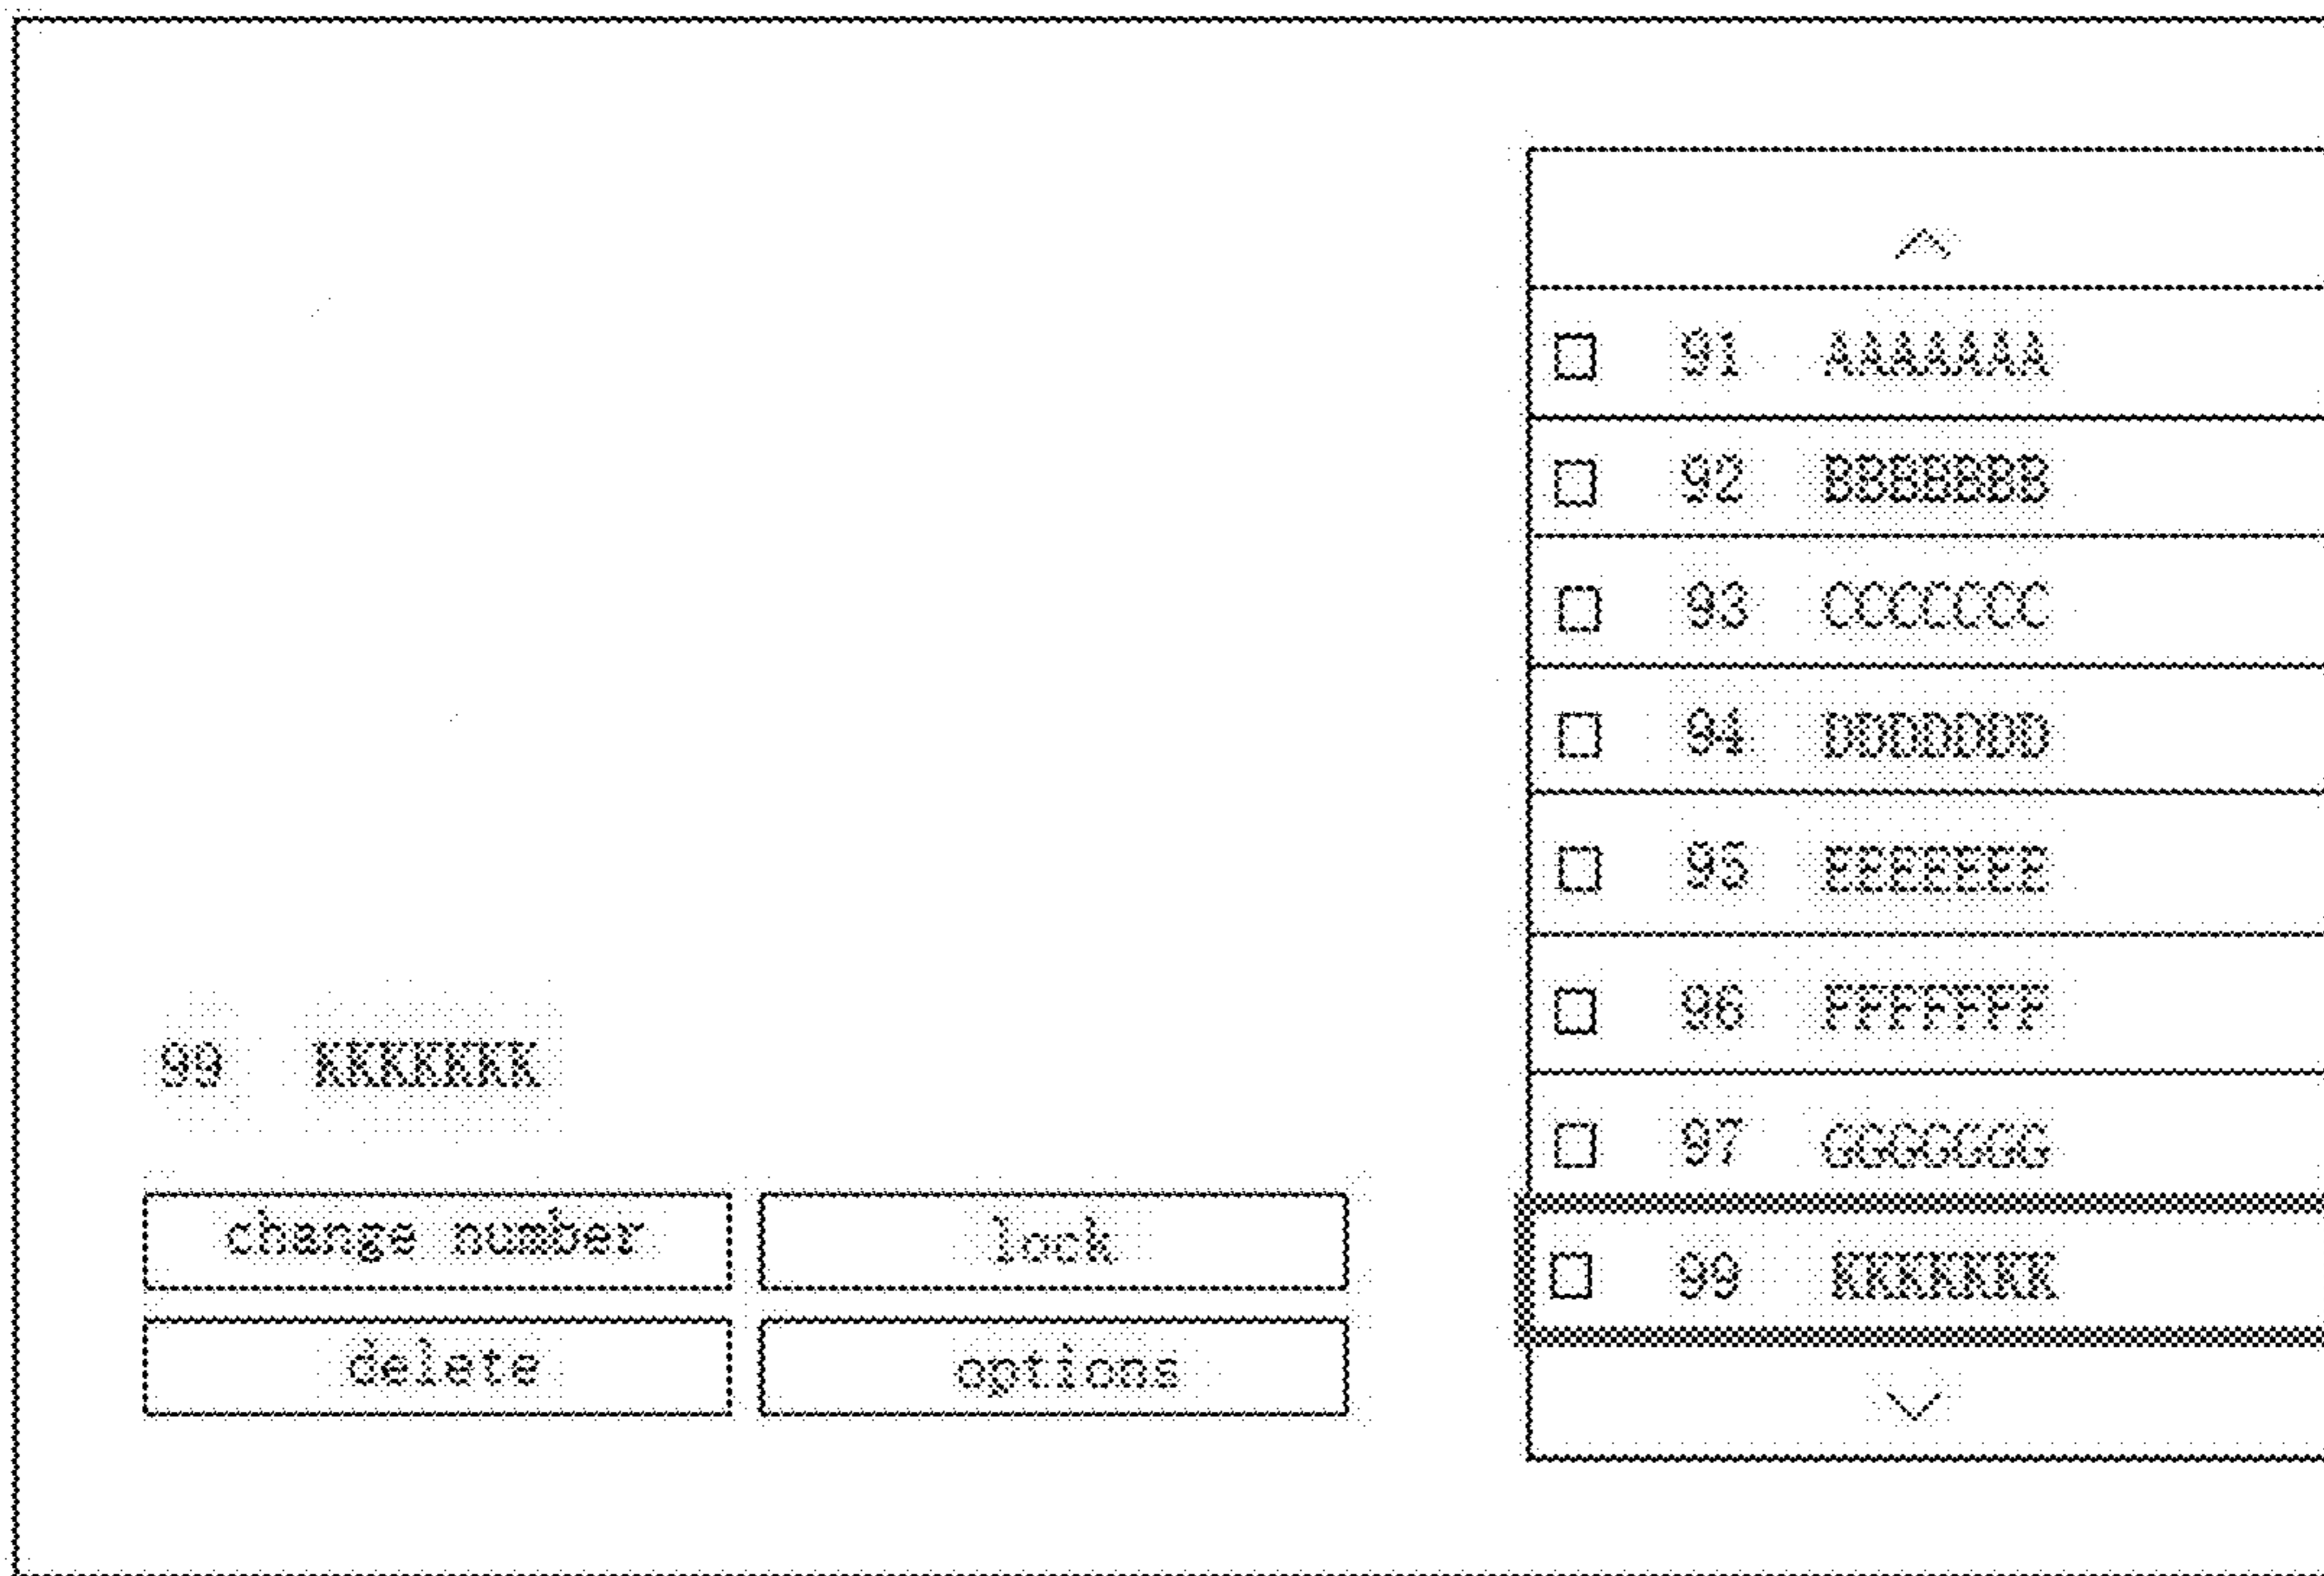 91 AAAAAAA
92 BBBBBBB
93 CCCCCCC
94 DDDDDDD
95 EEEEEEE
96 FFFFFFF
97 GGGGGGG
99 KKKKKKK
99 KKKKKKK
change number lock
delete options